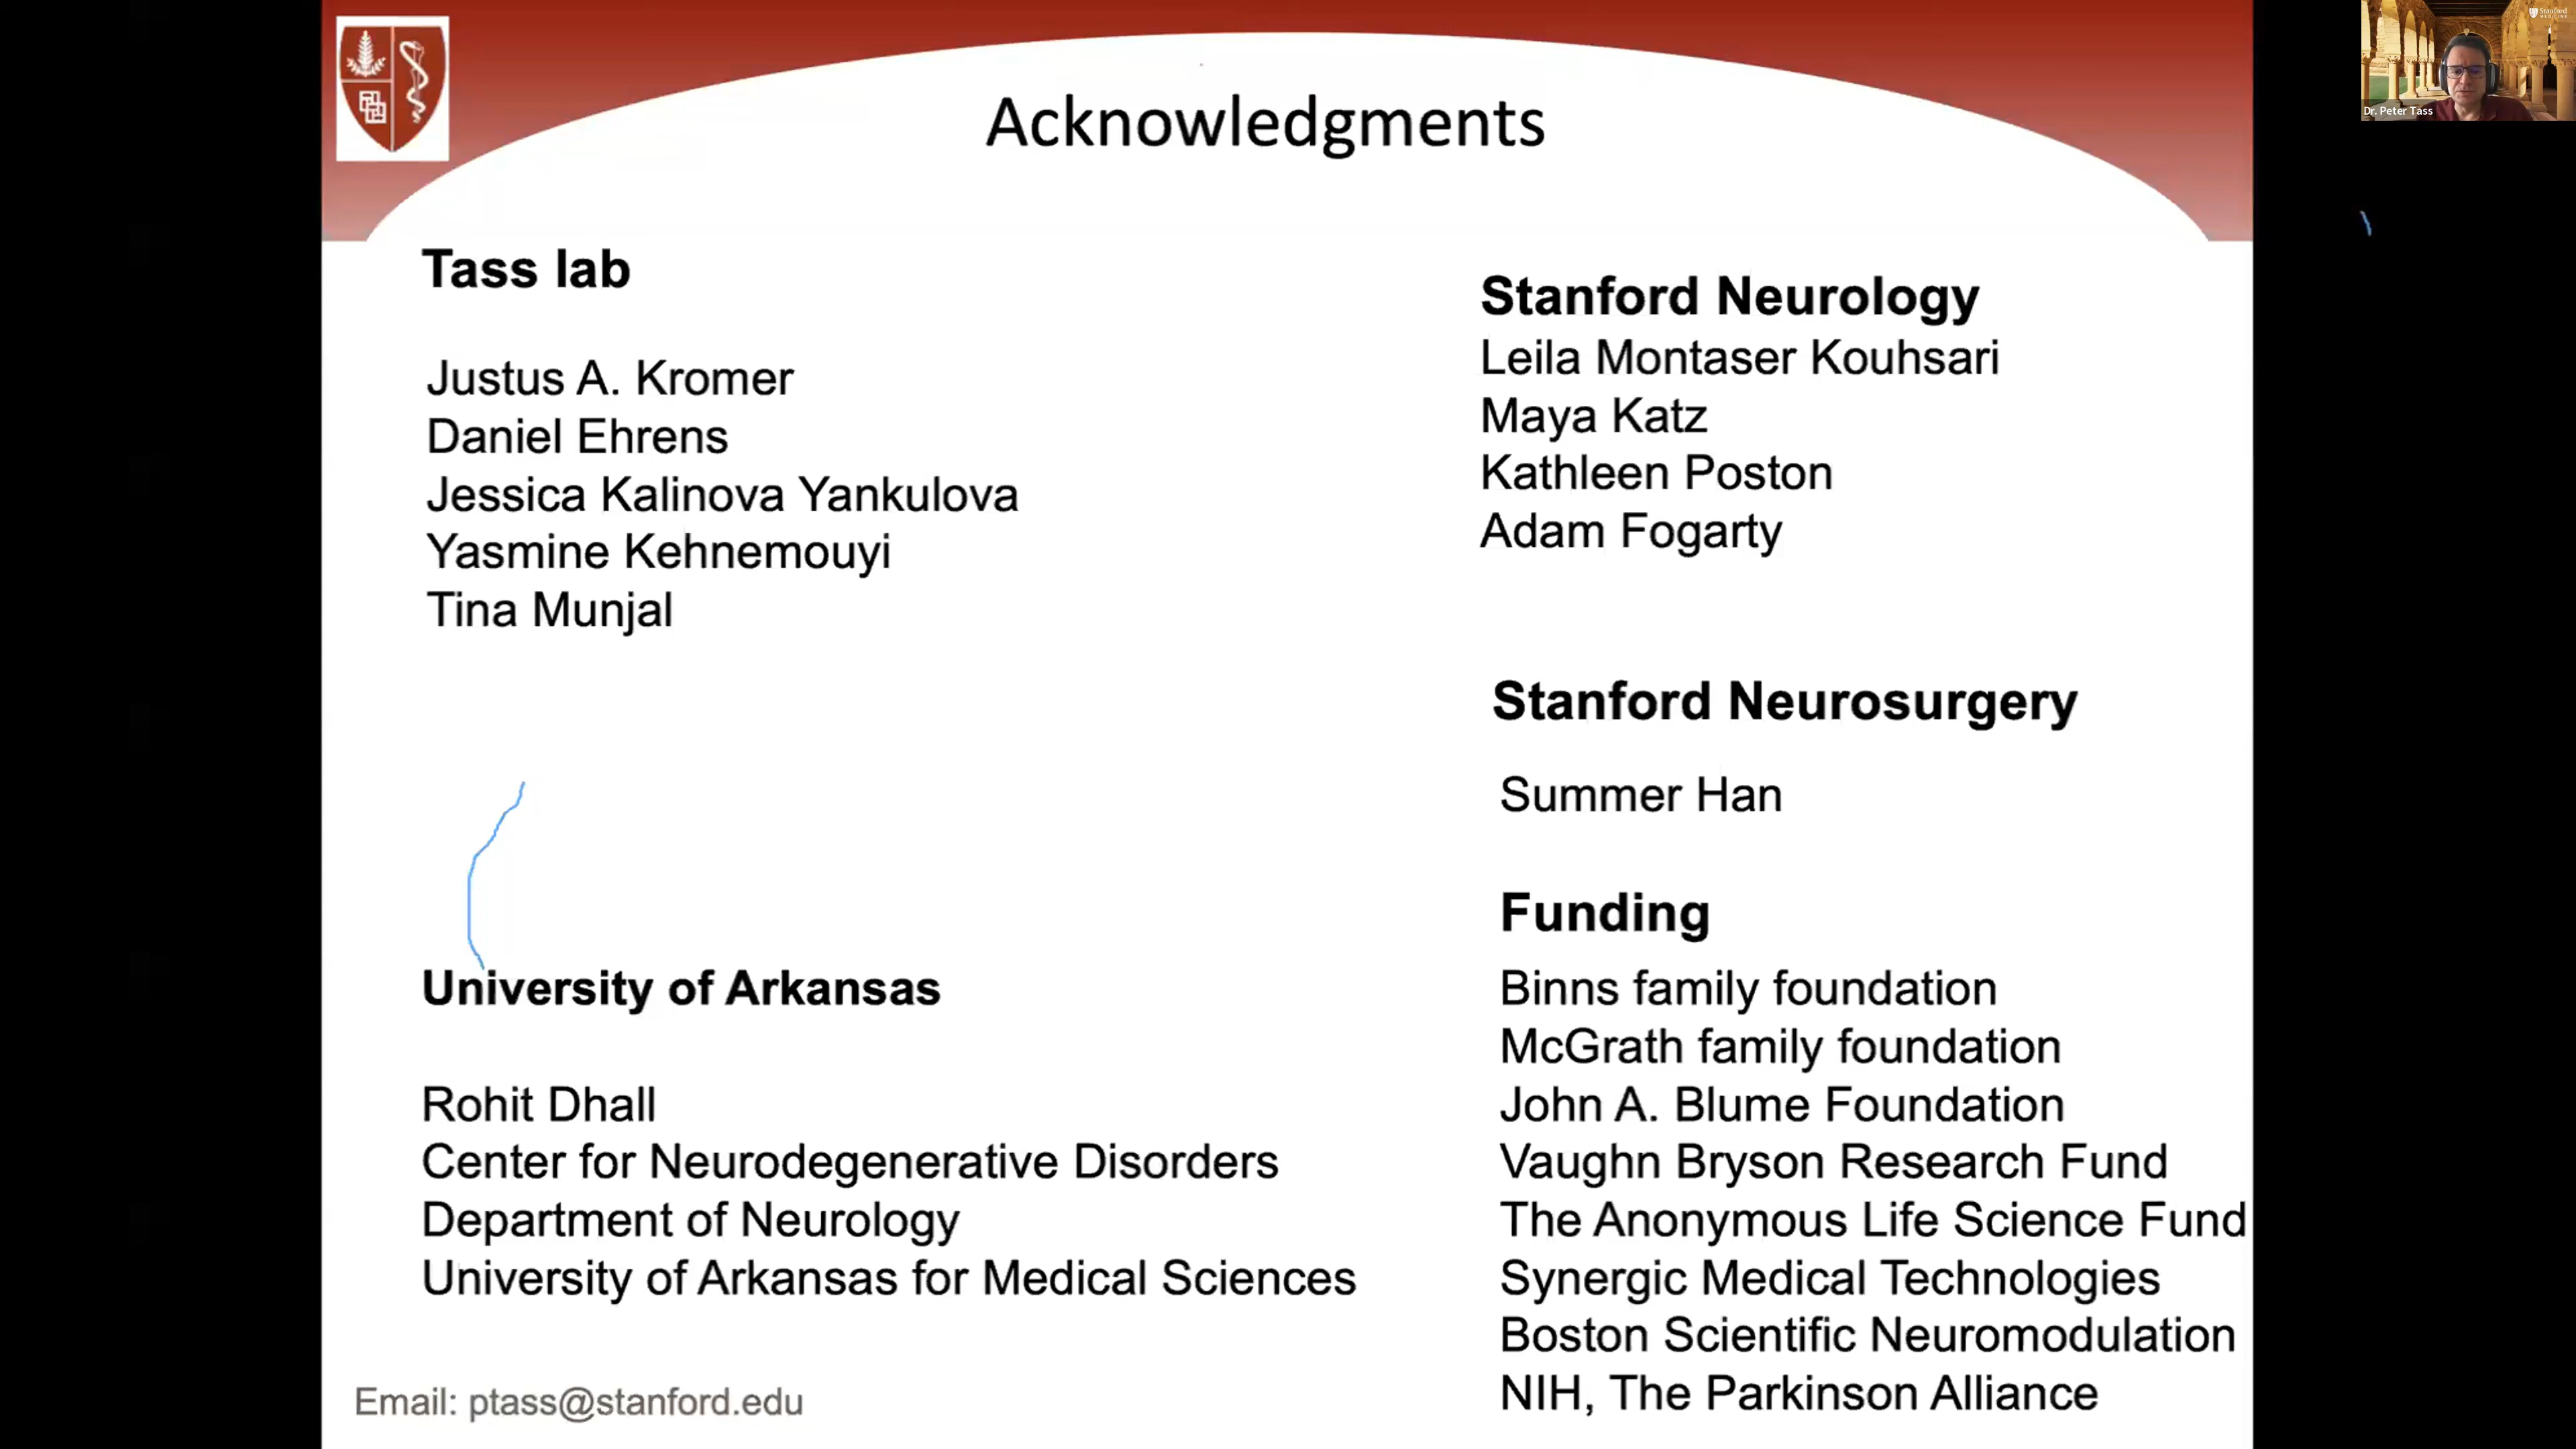 Acknowledgments
Tass lab
Justus A. Kromer
Daniel Ehrens
Jessica Kalinova Yankulova
Yasmine Kehnemouyi
Tina Munjal
University of Arkansas
Rohit Dhall
Center for Neurodegenerative Disorders
Department of Neurology
University of Arkansas for Medical Sciences
Email: ptass@stanford.edu
Stanford Neurology
Leila Montaser Kouhsari
Maya Katz
Kathleen Poston
Adam Fogarty
Stanford Neurosurgery
Summer Han
Funding
Binns family foundation
McGrath family foundation
John A. Blume Foundation
Vaughn Bryson Research Fund
The Anonymous Life Science Fund
Synergic Medical Technologies
Boston Scientific Neuromodulation
NIH, The Parkinson Alliance
Stanford
MEDICINE
Dr. Peter Tass